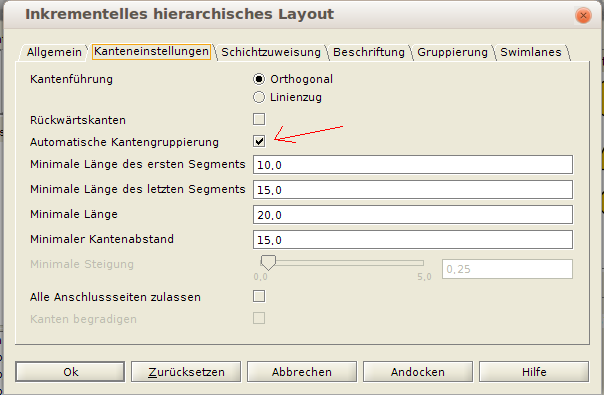 Inkrementelles hierarchisches Layout
Allgemein Kanteneinstellungen Schichtzuweisung Beschriftung Gruppierung Swimlanes
Kantenführung Orthogonal
Linienzug
Rückwärtskanten
Automatische Kantengruppierung
Minimale Länge des ersten Segments 10,0
Minimale Länge des letzten Segments 15,0
Minimale Länge 20,0
Minimaler Kantenabstand 15,0
Minimale Steigung 0,25
0,0 5,0
Alle Anschlussseiten zulassen
Kanten begradigen
Ok Zurücksetzen Abbrechen Andocken Hilfe